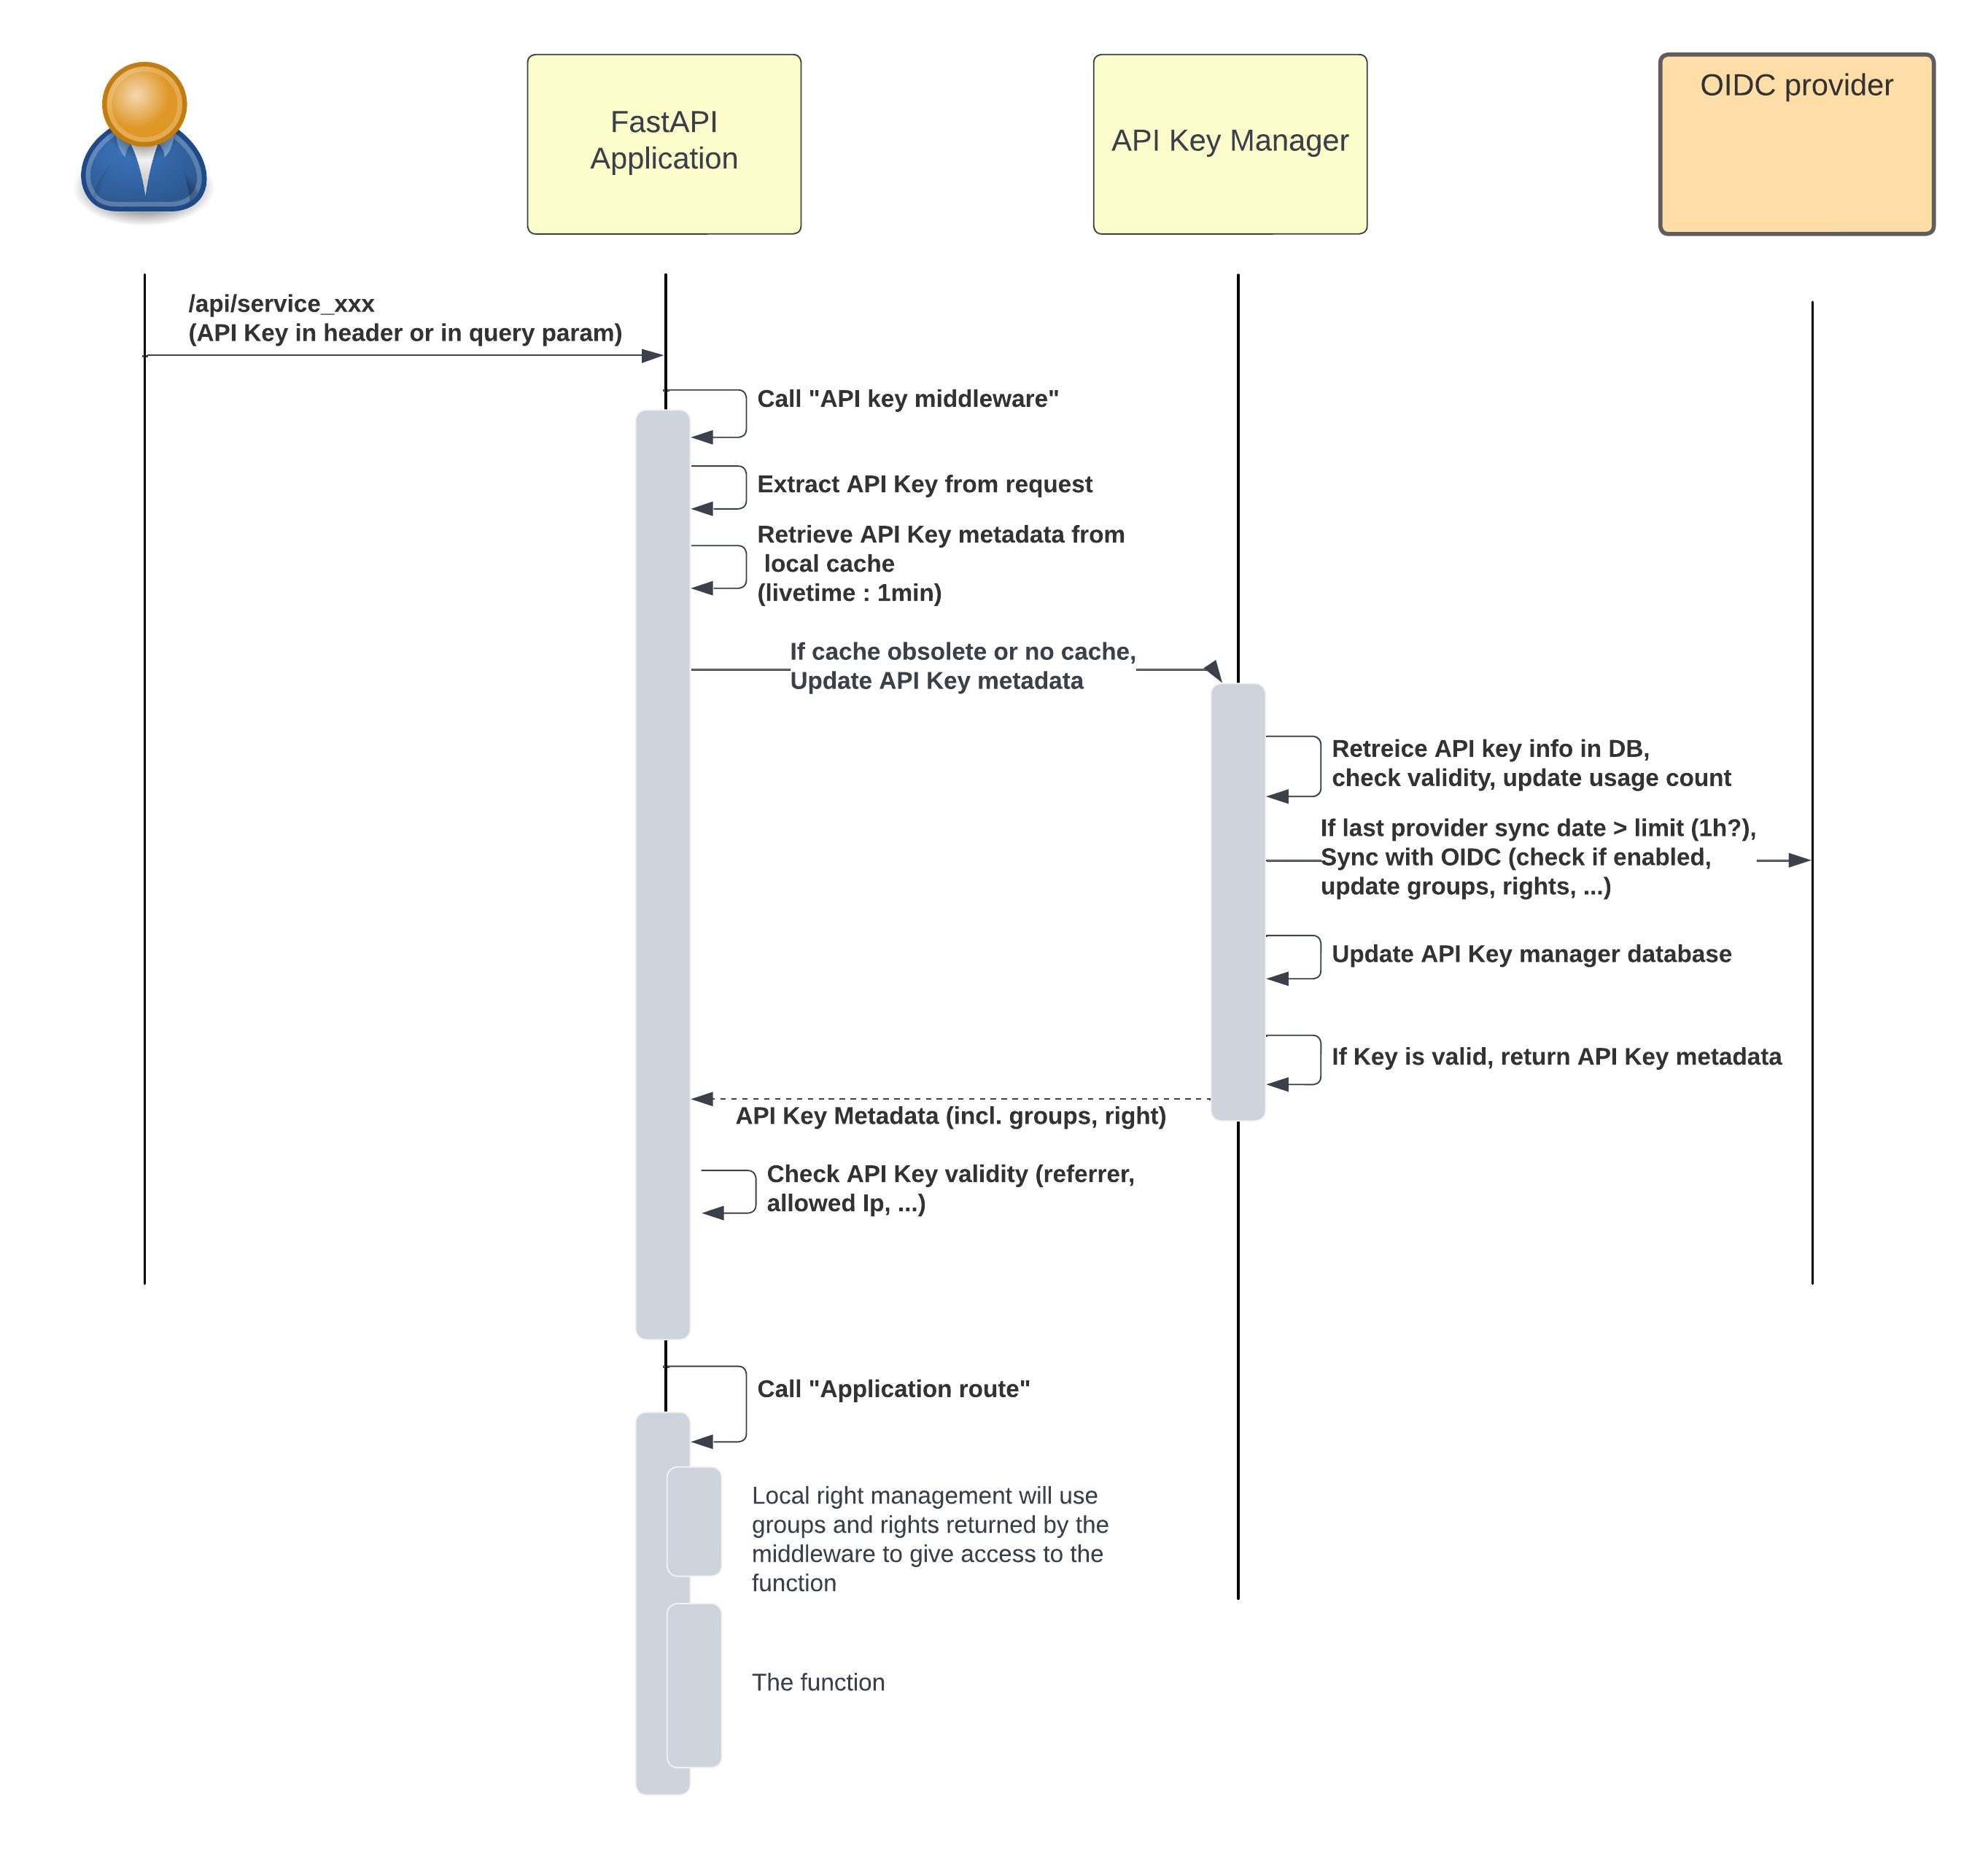 FastAPI
Application
API Key Manager
OIDC provider
/api/service_xxx
(API Key in header or in query param)
Call "API key middleware"
Extract API Key from request
Retrieve API Key metadata from
local cache
(livetime : 1min)
If cache obsolete or no cache,
Update API Key metadata
Retreice API key info in DB,
check validity, update usage count
If last provider sync date > limit (1h?),
Sync with OIDC (check if enabled,
update groups, rights, ...)
Update API Key manager database
If Key is valid, return API Key metadata
API Key Metadata (incl. groups, right)
Check API Key validity (referrer,
allowed Ip, ...)
Call "Application route"
Local right management will use
groups and rights returned by the
middleware to give access to the
function
The function